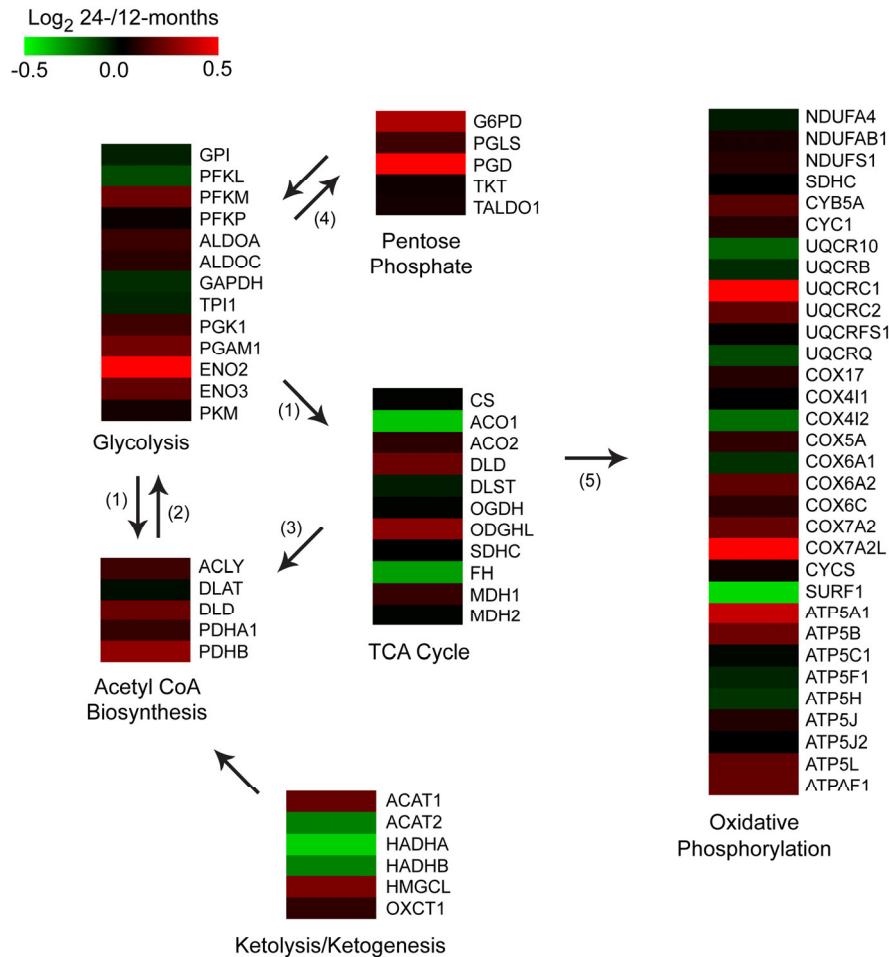 Log2 24-/12-months
-0.5 0.0 0.5
GPI
PFKL
PFKM
PFKP
ALDOA
ALDOC
GAPDH
TPI1
PGK1
PGAM1
ENO2
ENO3
PKM
Glycolysis
(4)
G6PD
PGLS
PGD
TKT
TALDO1
Pentose
Phosphate
(1)
(1)
(2)
(3)
CS
ACO1
ACO2
DLD
DLST
OGDH
ODGHL
SDHC
FH
MDH1
MDH2
TCA Cycle
(5)
ACLY
DLAT
DLD
PDHA1
PDHB
Acetyl CoA
Biosynthesis
ACAT1
ACAT2
HADHA
HADHB
HMGCL
OXCT1
Ketolysis/Ketogenesis
NDUFA4
NDUFAB1
NDUFS1
SDHC
CYB5A
CYC1
UQCR10
UQCRB
UQCRC1
UQCRC2
UQCRFS1
UQCRQ
COX17
COX4I1
COX4I2
COX5A
COX6A1
COX6A2
COX6C
COX7A2
COX7A2L
CYCS
SURF1
ATP5A1
ATP5B
ATP5C1
ATP5F1
ATP5H
ATP5J
ATP5J2
ATP5L
ATPAF1
Oxidative
Phosphorylation